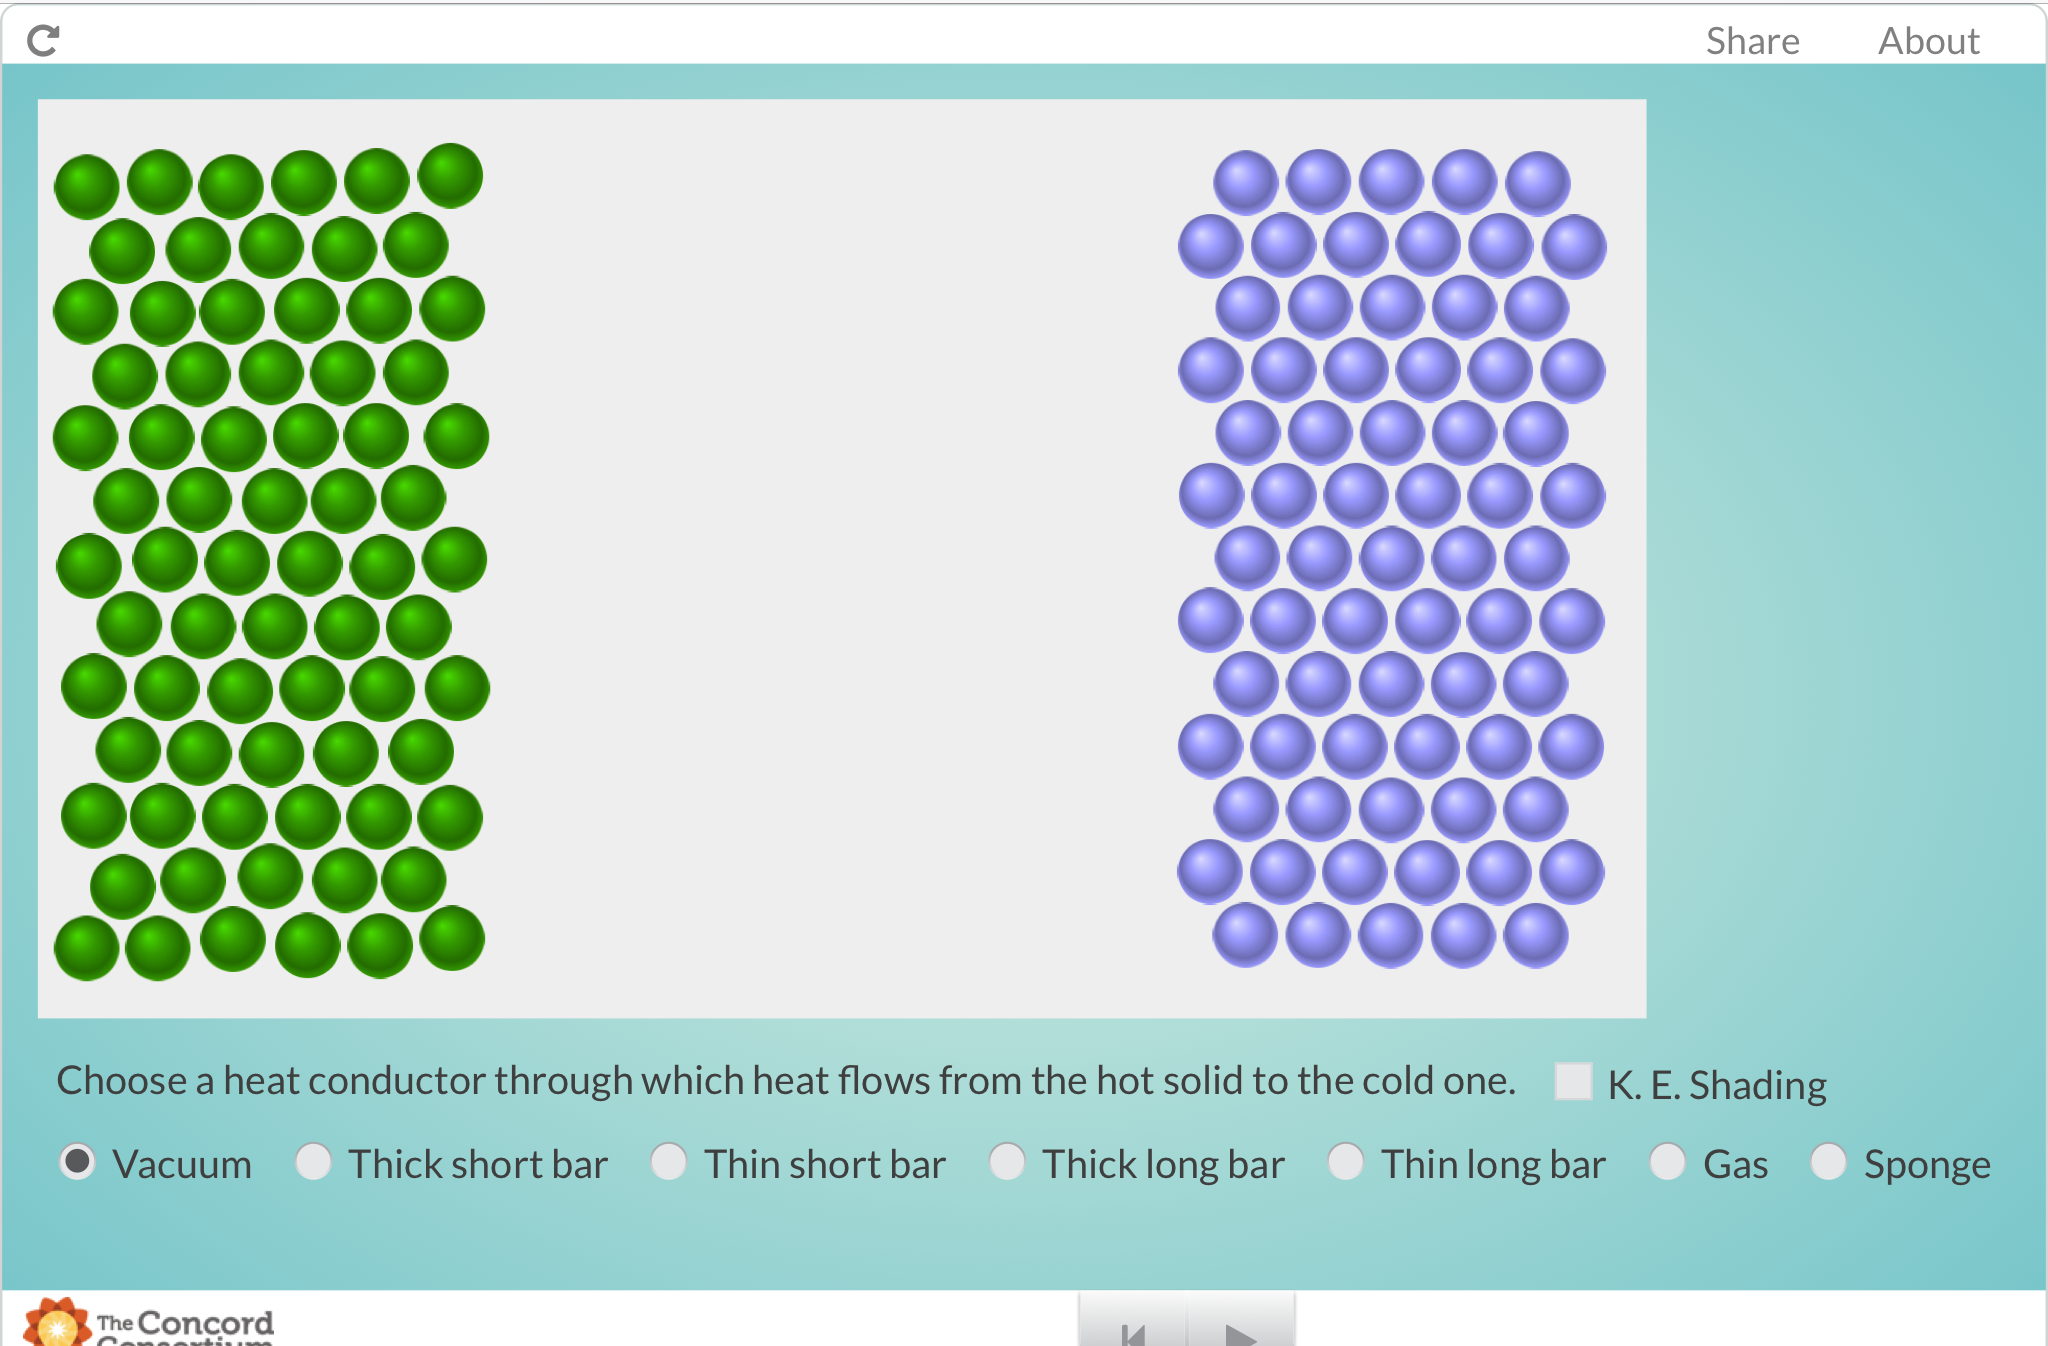 Share About
Choose a heat conductor through which heat flows from the hot solid to the cold one. K. E. Shading
Vacuum Thick short bar Thin short bar Thick long bar Thin long bar Gas Sponge
The Concord
Consortium